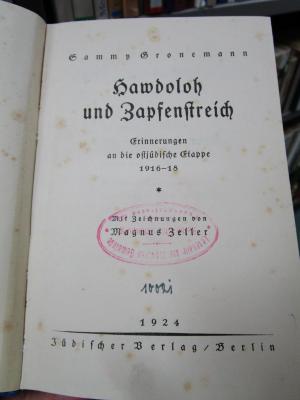 Sammy Gronemann
Hawdoloh
und Zapfenstreich
Erinnerungen
an die ostjüdische Etappe
1916-18
*
Mit Zeichnungen von
Magnus Zeller
1924
Jüdischer Verlag / Berlin